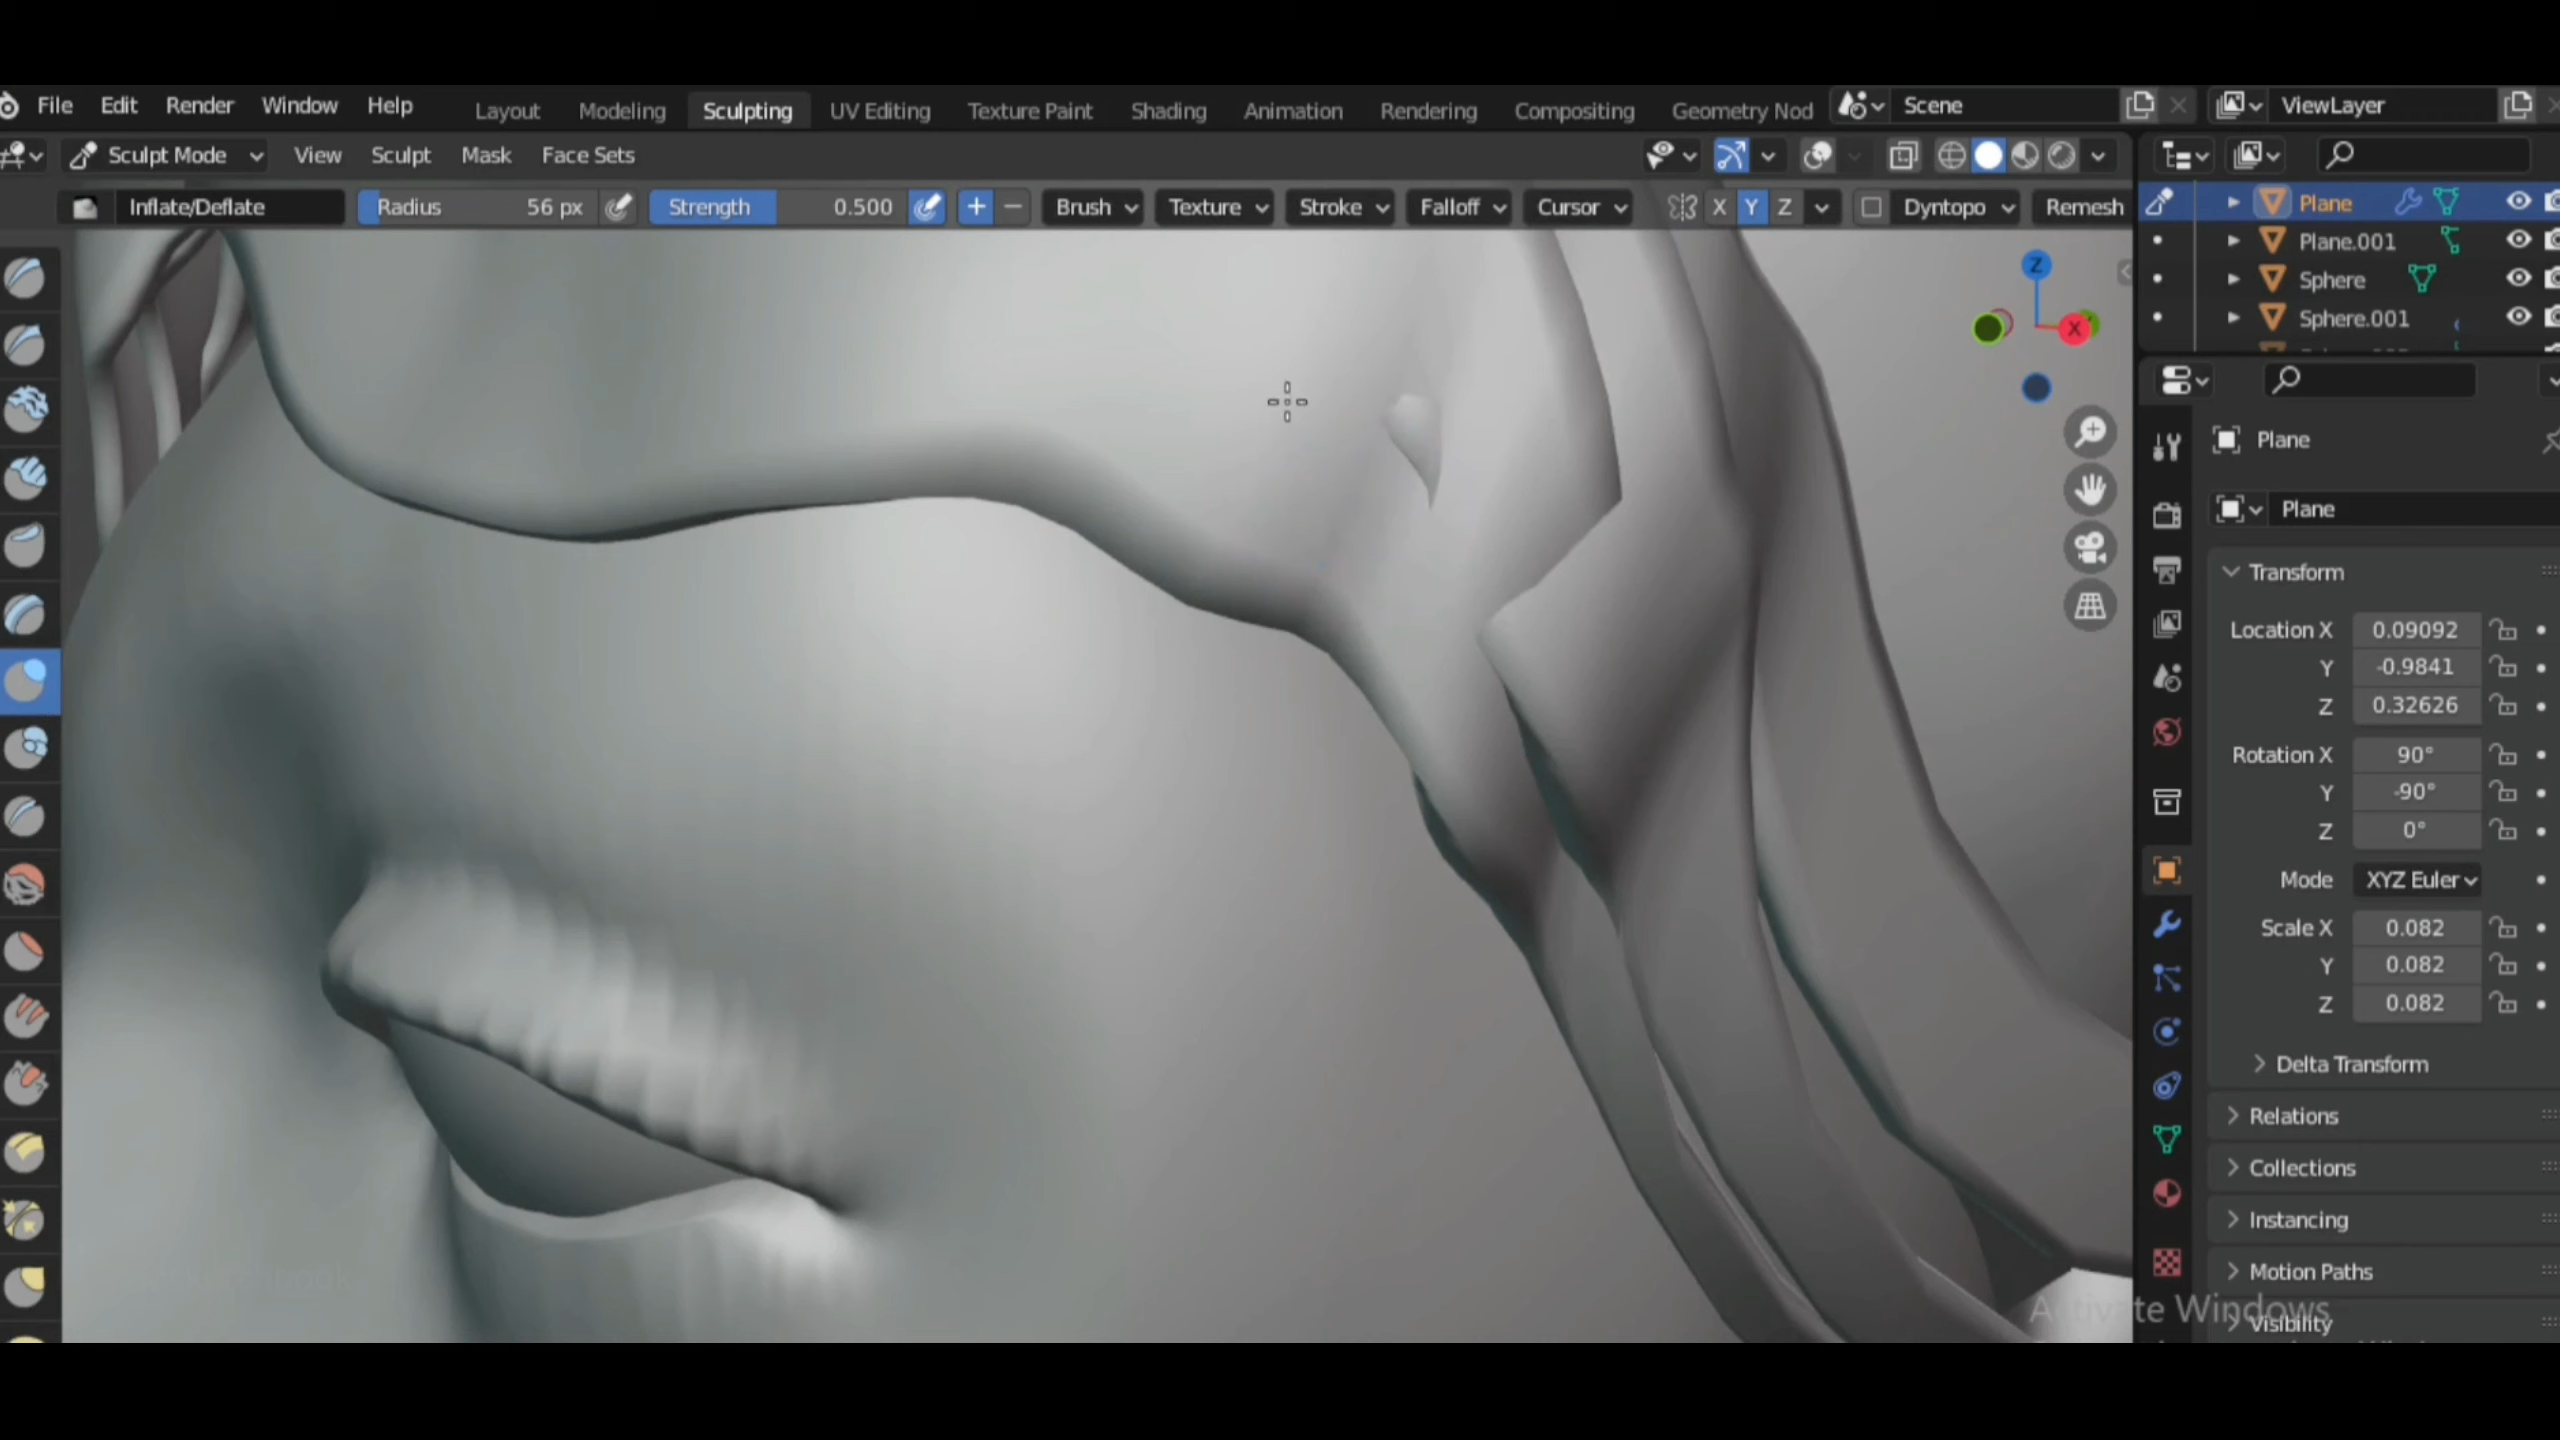 File Edit Render Window Help Layout Modeling Sculpting UV Editing Texture Paint Shading Animation Rendering Compositing Geometry Nod Scene ViewLayer
Sculpt Mode View Sculpt Mask Face Sets
Inflate/Deflate Radius 56 px Strength 0.500 + − Brush Texture Stroke Falloff Cursor X Y Z Dyntopo Remesh
Plane
Plane.001
Sphere
Sphere.001
Z
X
Plane
Plane
Transform
Location X 0.09092
Y -0.9841
Z 0.32626
Rotation X 90°
Y -90°
Z 0°
Mode XYZ Euler
Scale X 0.082
Y 0.082
Z 0.082
Delta Transform
Relations
Collections
Instancing
Motion Paths
Activate Windows
Visibility